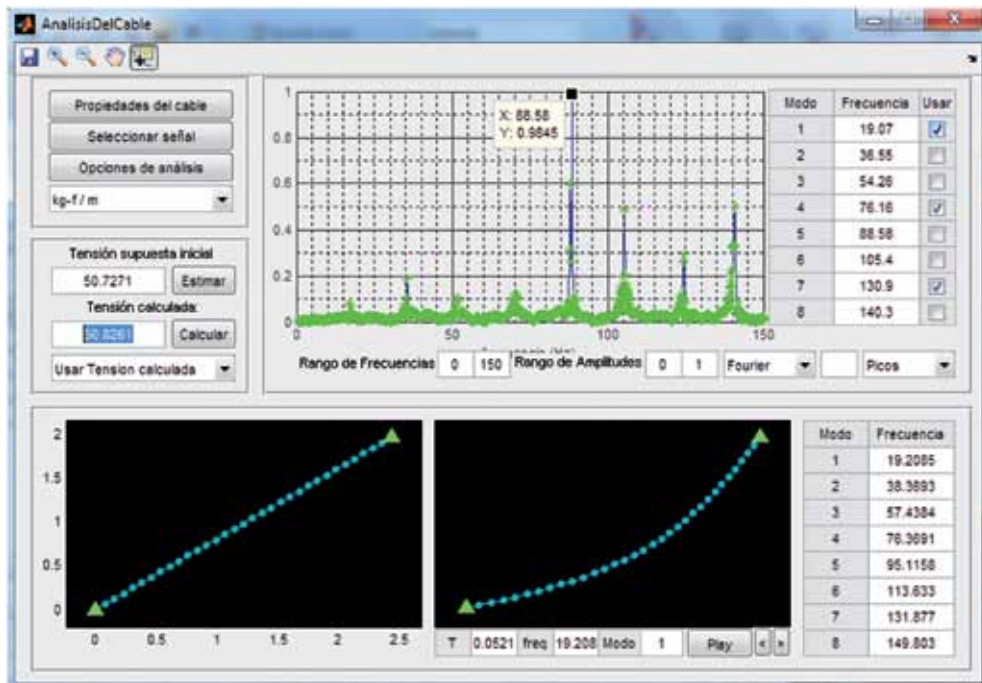 AnalisisDelCable
Propiedades del cable
Seleccionar señal
Opciones de análisis
kg-f / m
Tensión supuesta inicial
50.7271 Estimar
Tensión calculada:
50.8261 Calcular
Usar Tension calculada
1
0.8
0.6
0.4
0.2
0
0 50 100 150
X: 88.58
Y: 0.9845
Rango de Frecuencias 0 150 Rango de Amplitudes 0 1 Fourier Picos
Modo Frecuencia Usar
1 19.07
2 36.55
3 54.26
4 76.16
5 88.58
6 105.4
7 130.9
8 140.3
2
1.5
1
0.5
0
0 0.5 1 1.5 2 2.5
T 0.0521 freq 19.208 Modo 1 Play < >
Modo Frecuencia
1 19.2085
2 38.3693
3 57.4384
4 76.3691
5 95.1158
6 113.633
7 131.877
8 149.803